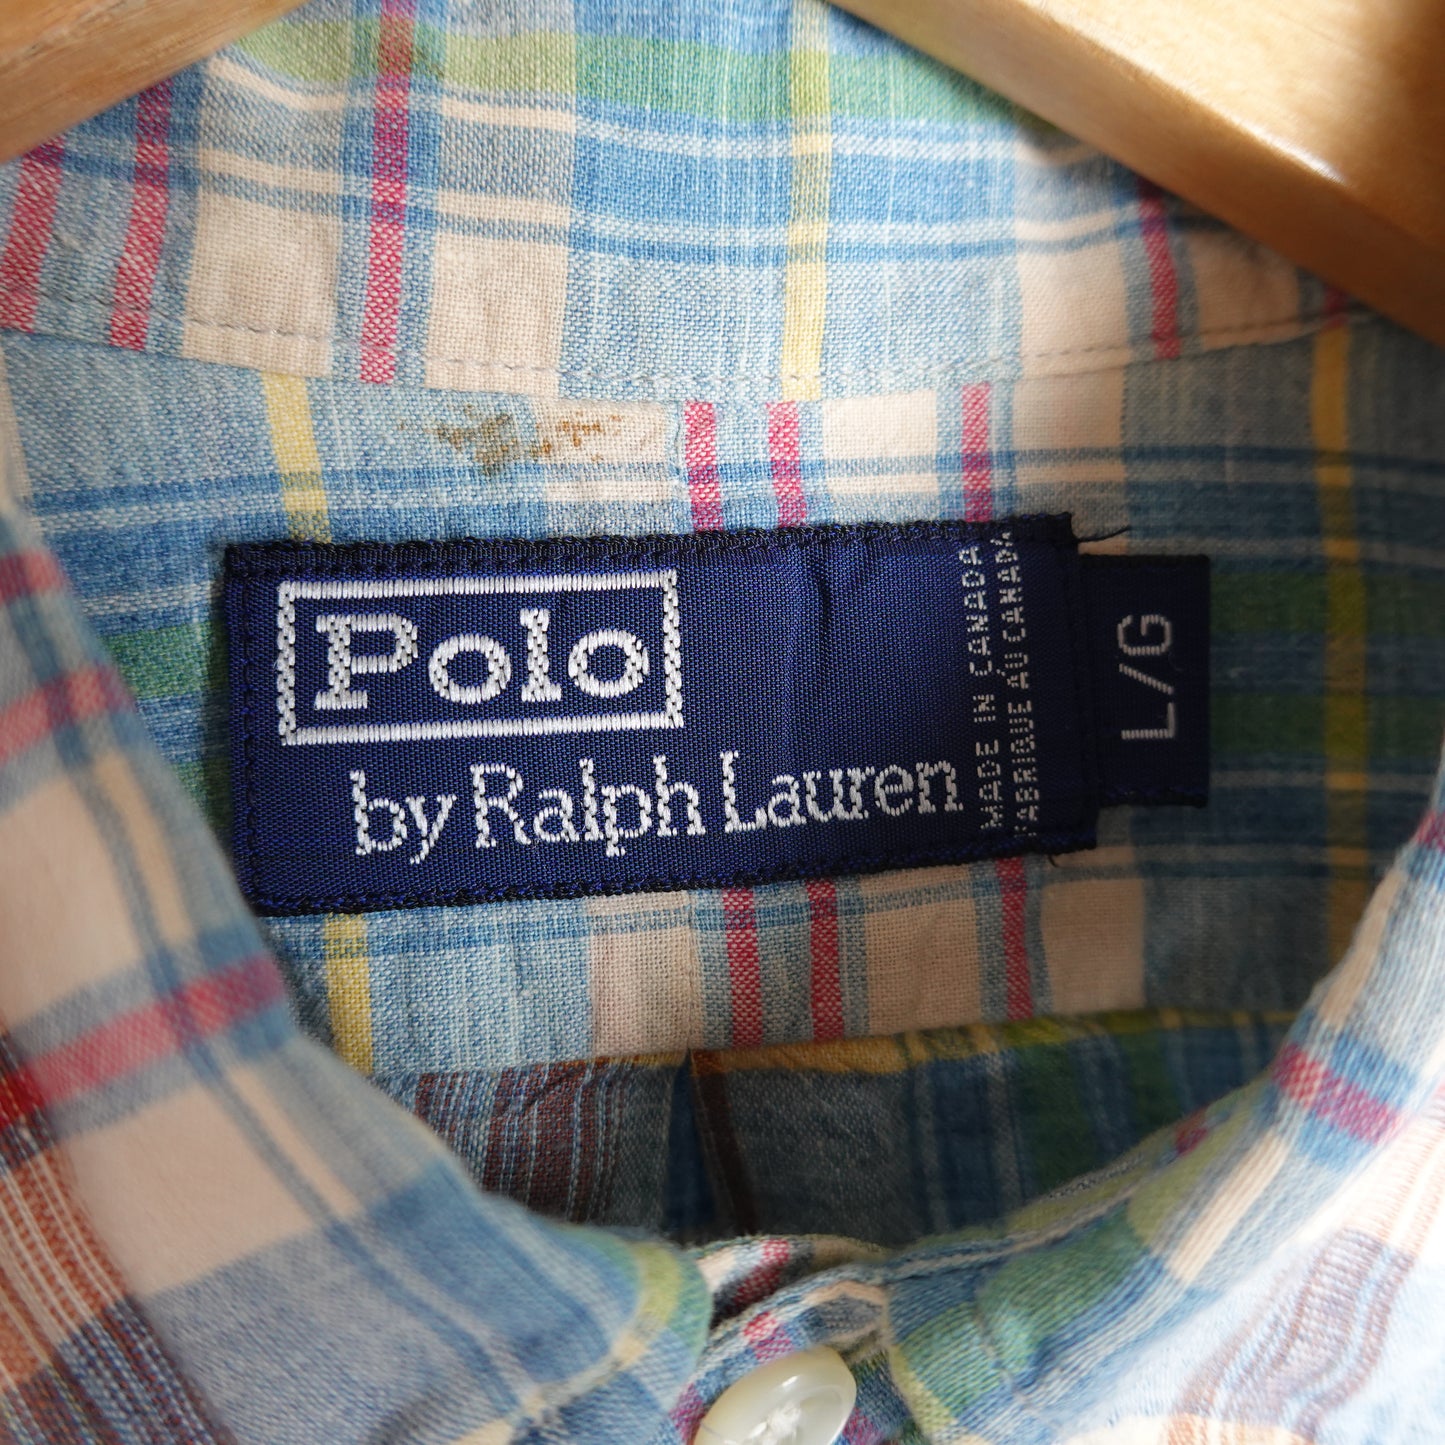 Polo
by Ralph Lauren
MADE IN CANADA
FABRIQUE AU CANADA
L/G